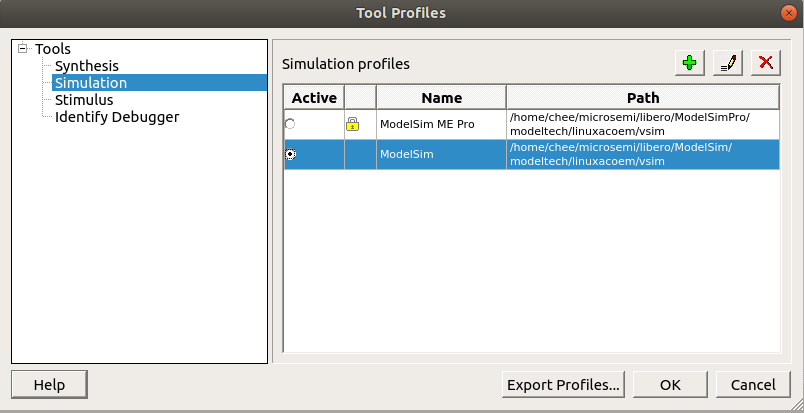 Tool Profiles
Tools
Synthesis
Simulation
Stimulus
Identify Debugger
Simulation profiles
Active Name Path
ModelSim ME Pro /home/chee/microsemi/libero/ModelSimPro/
modeltech/linuxacoem/vsim
ModelSim /home/chee/microsemi/libero/ModelSim/
modeltech/linuxacoem/vsim
Help Export Profiles... OK Cancel